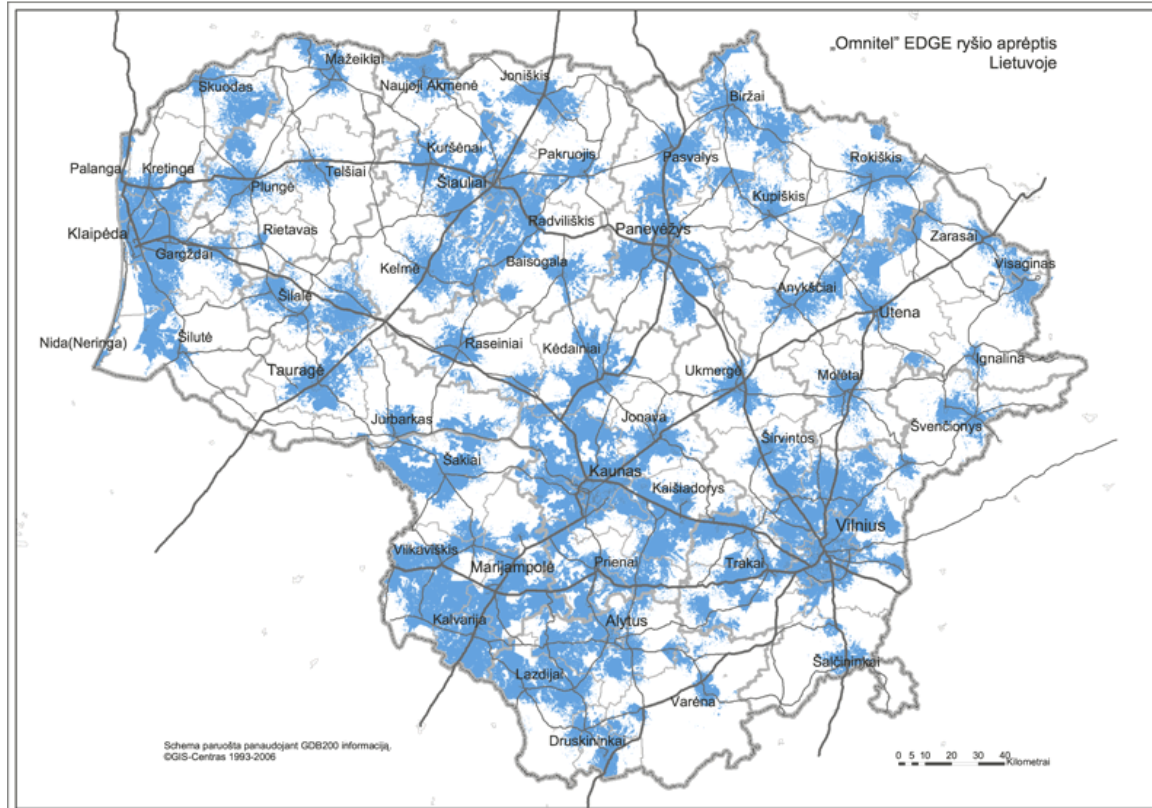 „Omnitel” EDGE ryšio aprėptis
Lietuvoje
Mažeikiai
Skuodas
Naujoji Akmenė
Joniškis
Biržai
Palanga
Kretinga
Plungė
Telšiai
Kuršėnai
Šiauliai
Pakruojis
Pasvalys
Rokiškis
Kupiškis
Radviliškis
Panevėžys
Klaipėda
Gargždai
Rietavas
Kelmė
Baisogala
Zarasai
Visaginas
Anykščiai
Utena
Šilalė
Nida(Neringa)
Šilutė
Tauragė
Raseiniai
Kėdainiai
Ukmergė
Molėtai
Ignalina
Švenčionys
Jurbarkas
Jonava
Širvintos
Šakiai
Kaunas
Kaišiadorys
Vilnius
Vilkaviškis
Marijampolė
Prienai
Trakai
Kalvarija
Alytus
Lazdijai
Šalčininkai
Varėna
Druskininkai
Schema paruošta panaudojant GDB200 informaciją.
©GIS-Centras 1993-2006
0 5 10 20 30 40
Kilometrai